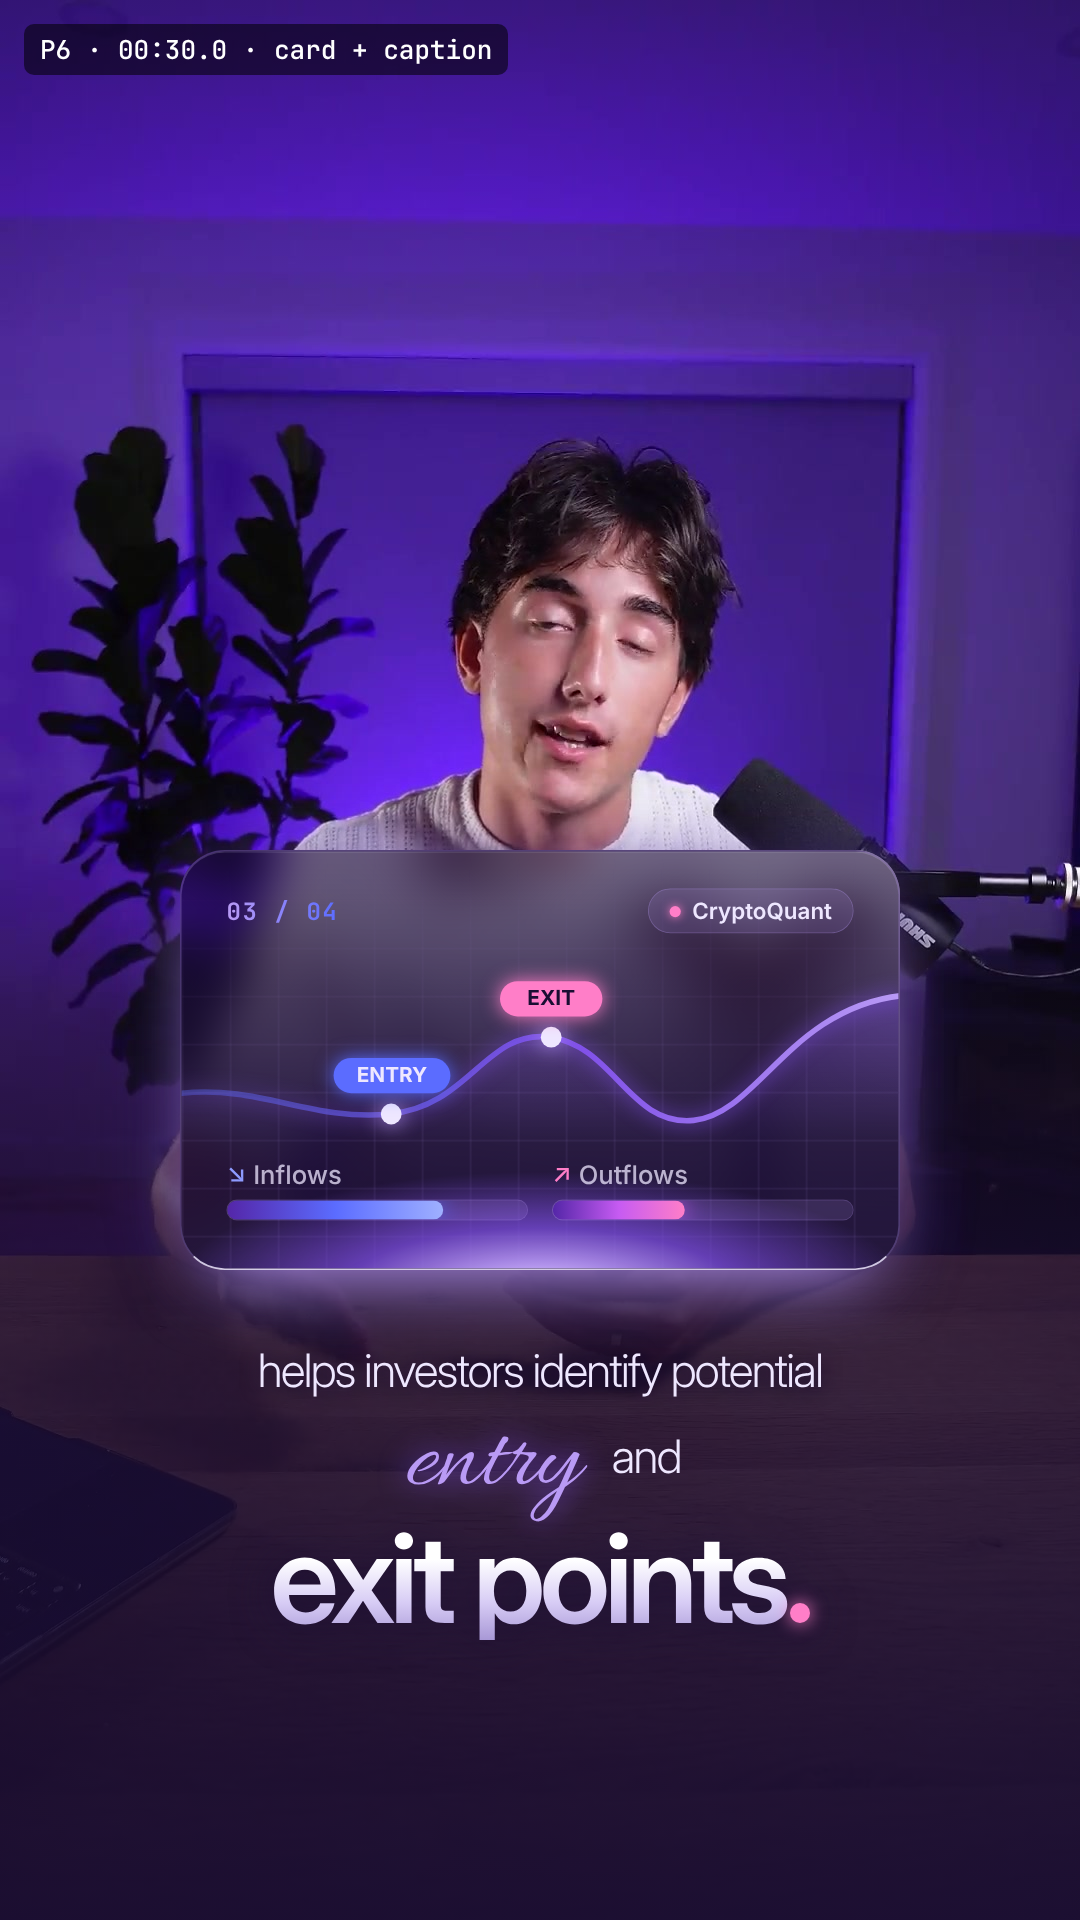 P6 · 00:30.0 · card + caption
SHURE
03 / 04
CryptoQuant
EXIT
ENTRY
Inflows
Outflows
helps investors identify potential
entry and
exit points.